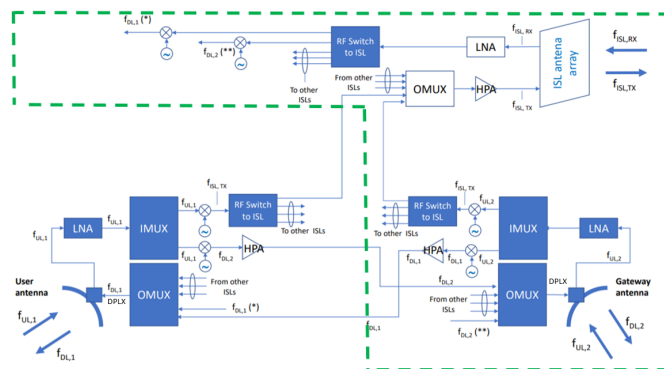 f_DL,1 (*)
f_DL,2 (**)
RF Switch
to ISL
LNA
f_ISL, RX
ISL antena
array
f_ISL,RX
f_ISL,TX
To other
ISLs
From other
ISLs
OMUX
HPA
f_ISL, TX
f_ISL, TX
f_UL,1
LNA
f_UL,1
IMUX
f_UL,1
RF Switch
to ISL
To other ISLs
f_UL,1
f_DL,2
HPA
User
antenna
f_DL,1
DPLX
OMUX
From other
ISLs
f_DL,1 (*)
f_UL,1
f_DL,1
f_DL,1
RF Switch
to ISL
f_ISL, TX
f_UL,2
IMUX
LNA
To other ISLs
HPA
f_DL,1
f_DL,1
f_UL,2
f_UL,2
f_DL,2
From other
ISLs
OMUX
DPLX
Gateway
antenna
f_DL,2 (**)
f_UL,2
f_DL,2